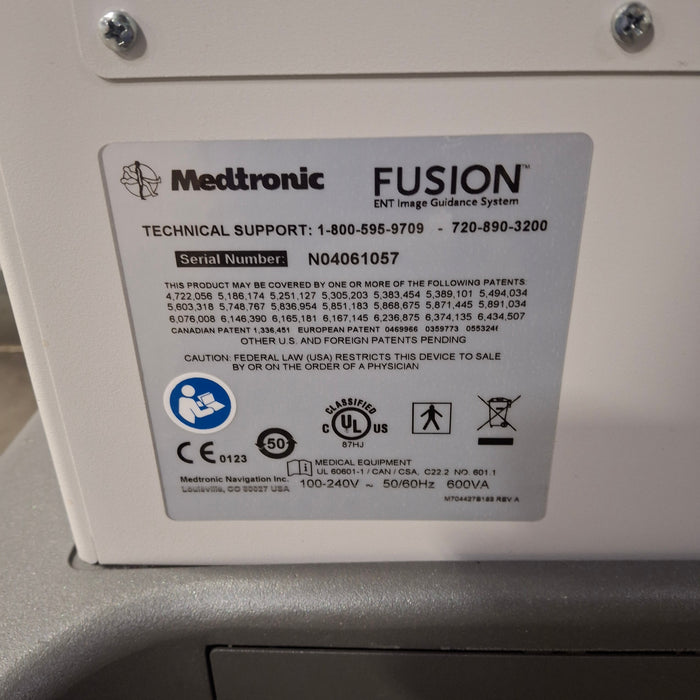 Medtronic
FUSION™
ENT Image Guidance System
TECHNICAL SUPPORT: 1-800-595-9709 - 720-890-3200
Serial Number: N04061057
THIS PRODUCT MAY BE COVERED BY ONE OR MORE OF THE FOLLOWING PATENTS
4,722,056 5,186,174 5,251,127 5,305,203 5,383,454 5,389,101 5,494,034
5,603,318 5,748,767 5,836,954 5,851,183 5,868,675 5,871,445 5,891,034
6,076,008 6,146,390 6,165,181 6,167,145 6,236,875 6,374,135 6,434,507
CANADIAN PATENT 1,336,451 EUROPEAN PATENT 0469966 0359773
OTHER U.S. AND FOREIGN PATENTS PENDING
CAUTION: FEDERAL LAW (USA) RESTRICTS THIS DEVICE TO SALE
BY OR ON THE ORDER OF A PHYSICIAN
CLASSIFIED
C UL US
87HJ
CE 0123
50
MEDICAL EQUIPMENT
UL 60601-1 / CAN / CSA, C22.2 NO. 601.1
Medtronic Navigation Inc.
Louisville, CO 80027 USA
100-240V ~ 50/60Hz 600VA
M704427B183 REV A